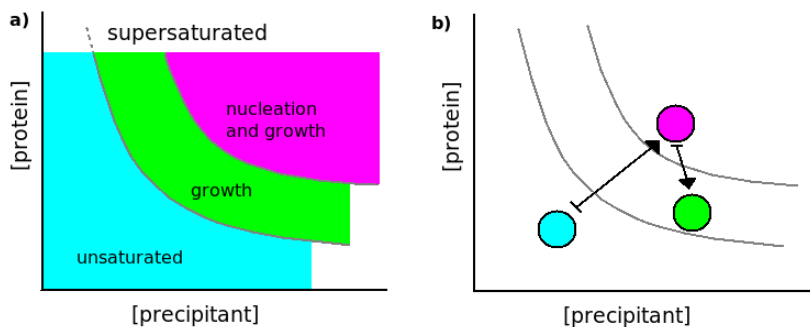 a)
supersaturated
nucleation
and growth
growth
unsaturated
[protein]
[precipitant]
b)
[protein]
[precipitant]